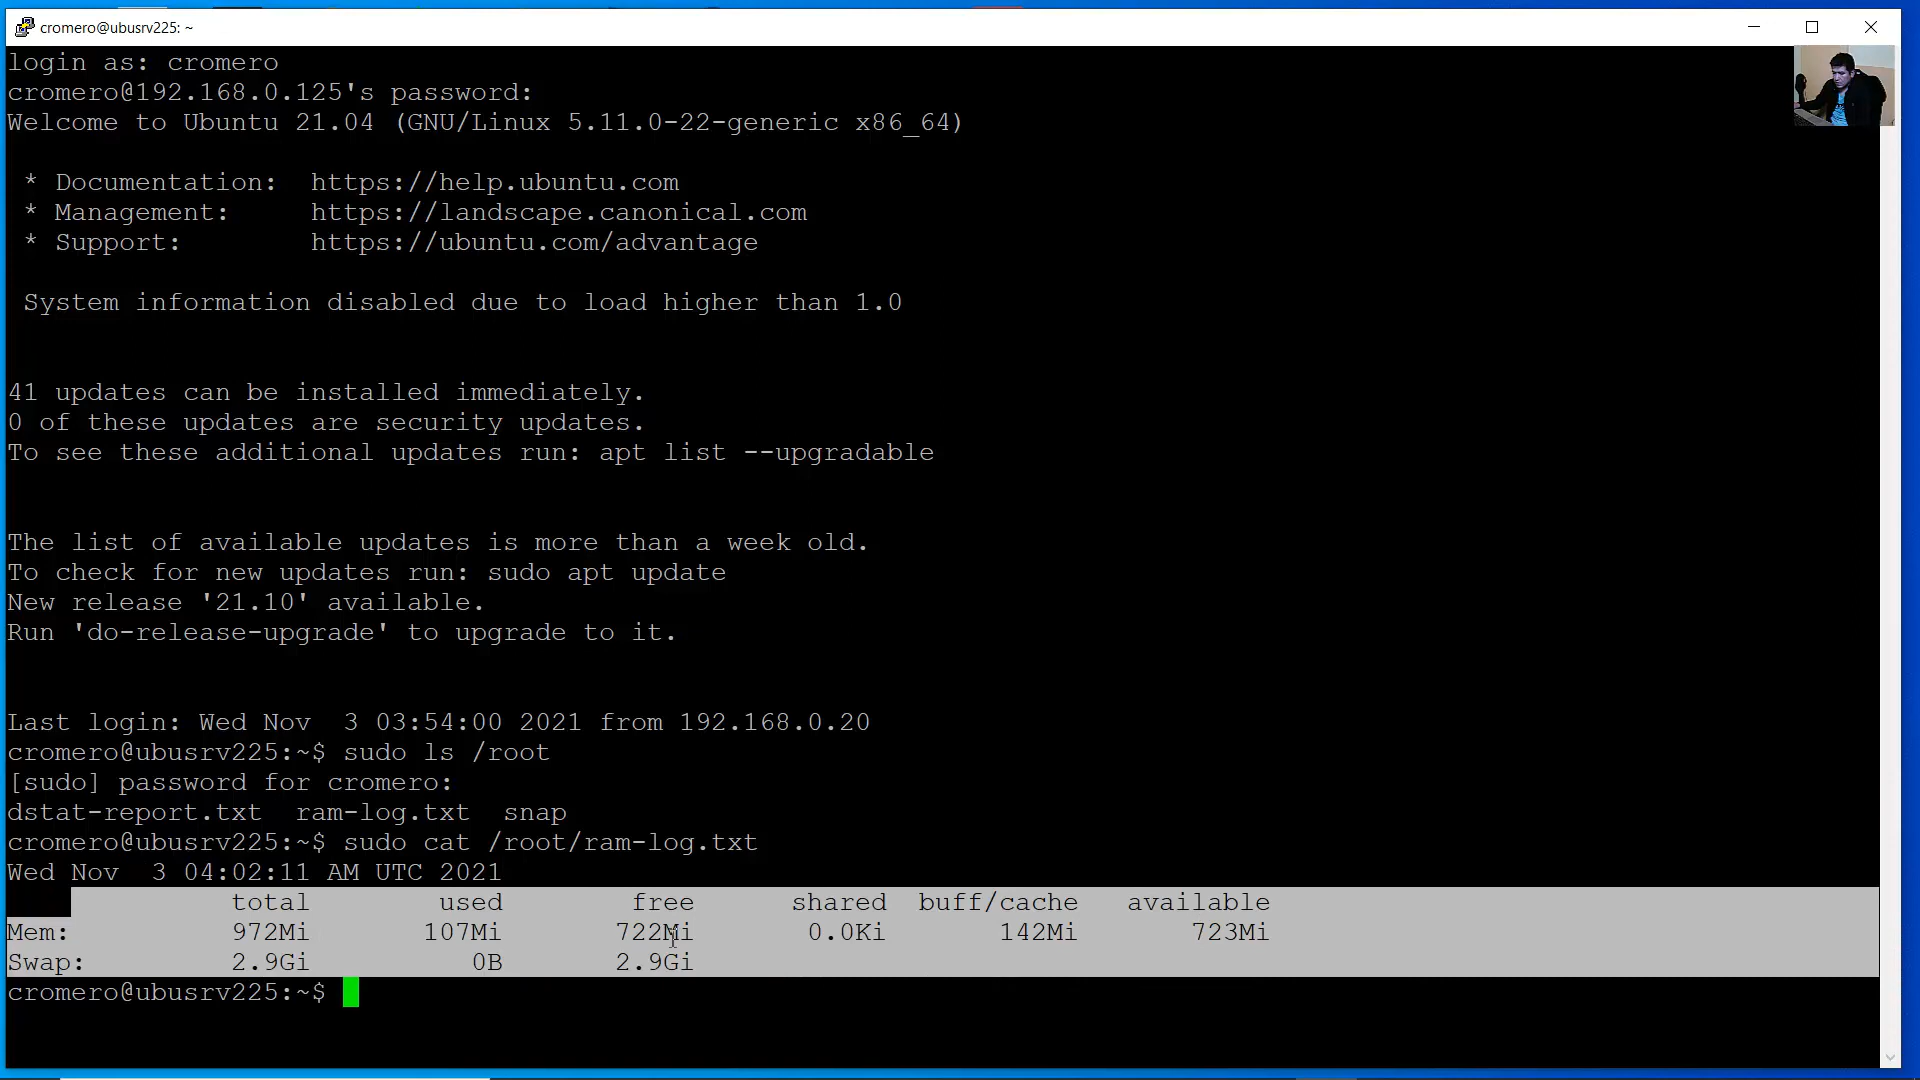 cromero@ubusrv225: ~
login as: cromero
cromero@192.168.0.125's password:
Welcome to Ubuntu 21.04 (GNU/Linux 5.11.0-22-generic x86_64)
* Documentation:  https://help.ubuntu.com
* Management:     https://landscape.canonical.com
* Support:        https://ubuntu.com/advantage
System information disabled due to load higher than 1.0
41 updates can be installed immediately.
0 of these updates are security updates.
To see these additional updates run: apt list --upgradable
The list of available updates is more than a week old.
To check for new updates run: sudo apt update
New release '21.10' available.
Run 'do-release-upgrade' to upgrade to it.
Last login: Wed Nov  3 03:54:00 2021 from 192.168.0.20
cromero@ubusrv225:~$ sudo ls /root
[sudo] password for cromero:
dstat-report.txt  ram-log.txt  snap
cromero@ubusrv225:~$ sudo cat /root/ram-log.txt
Wed Nov  3 04:02:11 AM UTC 2021
total        used        free      shared  buff/cache   available
Mem:          972Mi       107Mi       722Mi       0.0Ki       142Mi       723Mi
Swap:         2.9Gi          0B       2.9Gi
cromero@ubusrv225:~$